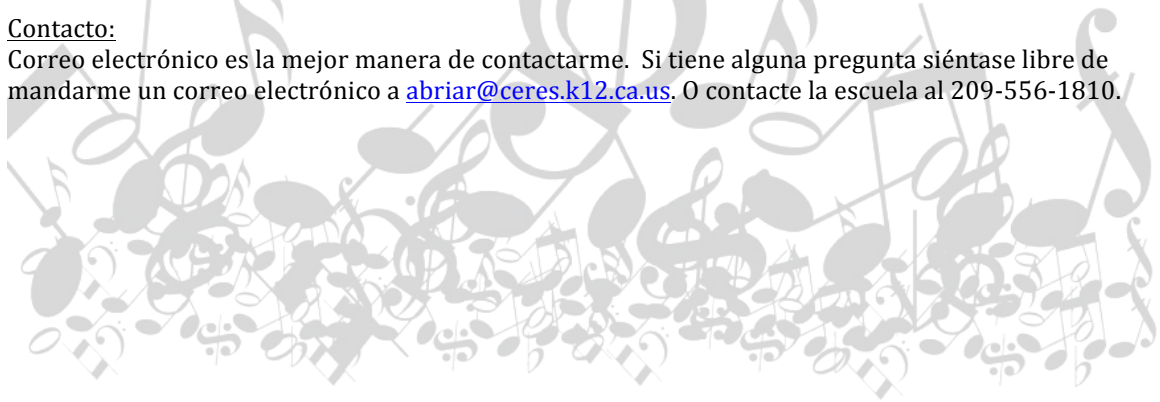 Contacto:
Correo electrónico es la mejor manera de contactarme.  Si tiene alguna pregunta siéntase libre de
mandarme un correo electrónico a abriar@ceres.k12.ca.us. O contacte la escuela al 209-556-1810.